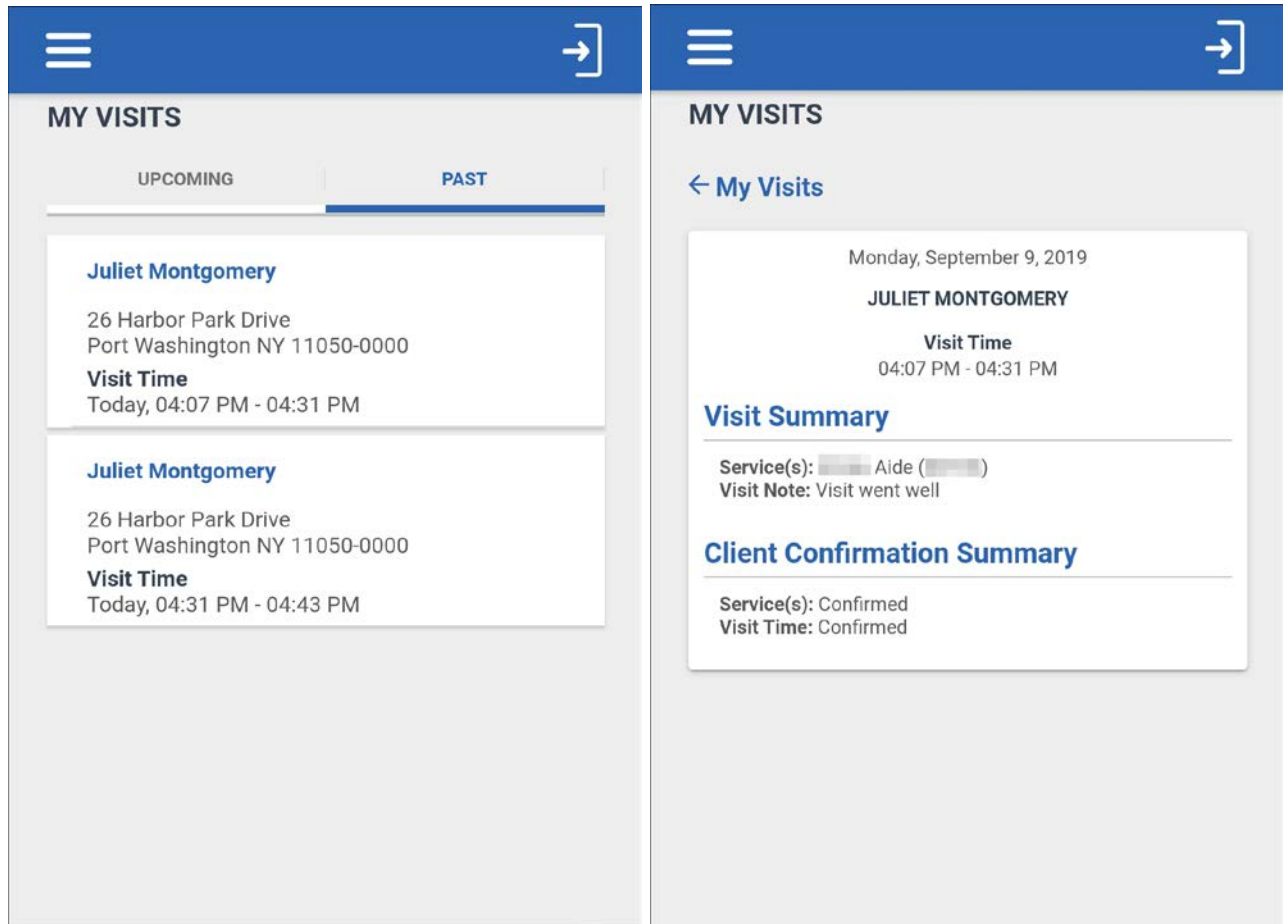 MY VISITS
UPCOMING
PAST
Juliet Montgomery
26 Harbor Park Drive
Port Washington NY 11050-0000
Visit Time
Today, 04:07 PM - 04:31 PM
Juliet Montgomery
26 Harbor Park Drive
Port Washington NY 11050-0000
Visit Time
Today, 04:31 PM - 04:43 PM
MY VISITS
My Visits
Monday, September 9, 2019
JULIET MONTGOMERY
Visit Time
04:07 PM - 04:31 PM
Visit Summary
Service(s): Aide ( )
Visit Note: Visit went well
Client Confirmation Summary
Service(s): Confirmed
Visit Time: Confirmed